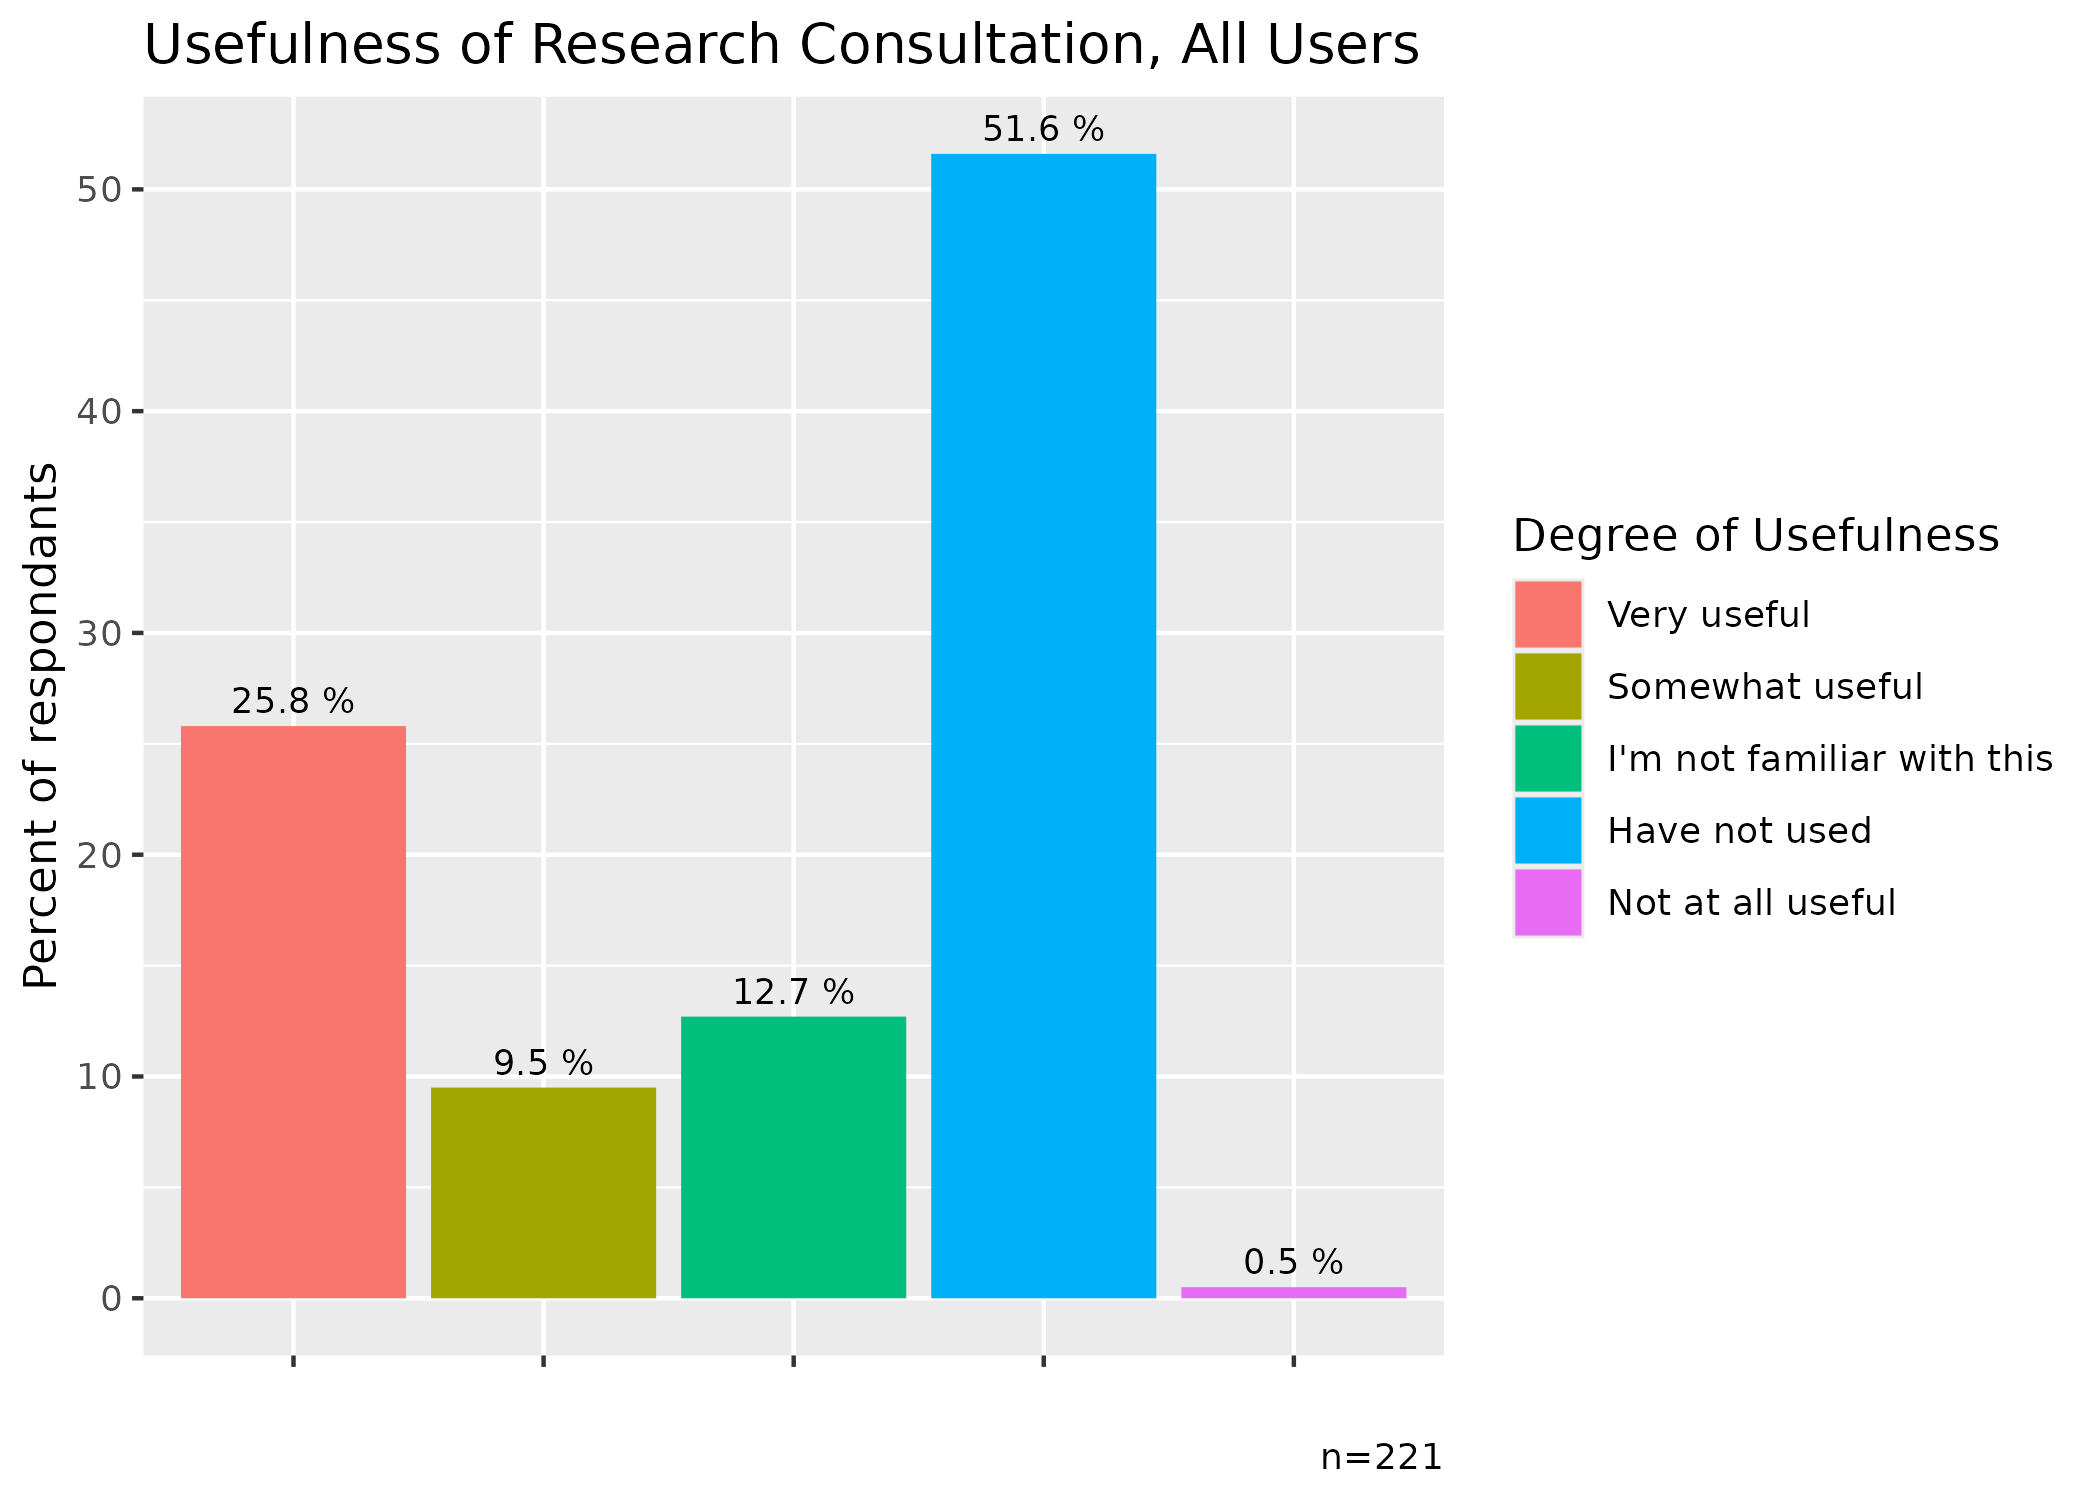 Usefulness of Research Consultation, All Users
Percent of respondants
50
40
30
20
10
0
25.8 %
9.5 %
12.7 %
51.6 %
0.5 %
Degree of Usefulness
Very useful
Somewhat useful
I'm not familiar with this
Have not used
Not at all useful
n=221